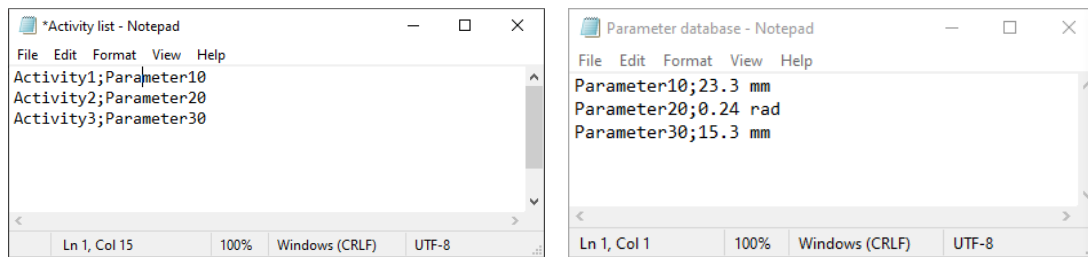 *Activity list - Notepad
File Edit Format View Help
Activity1;Parameter10
Activity2;Parameter20
Activity3;Parameter30
Ln 1, Col 15 100% Windows (CRLF) UTF-8
Parameter database - Notepad
File Edit Format View Help
Parameter10;23.3 mm
Parameter20;0.24 rad
Parameter30;15.3 mm
Ln 1, Col 1 100% Windows (CRLF) UTF-8